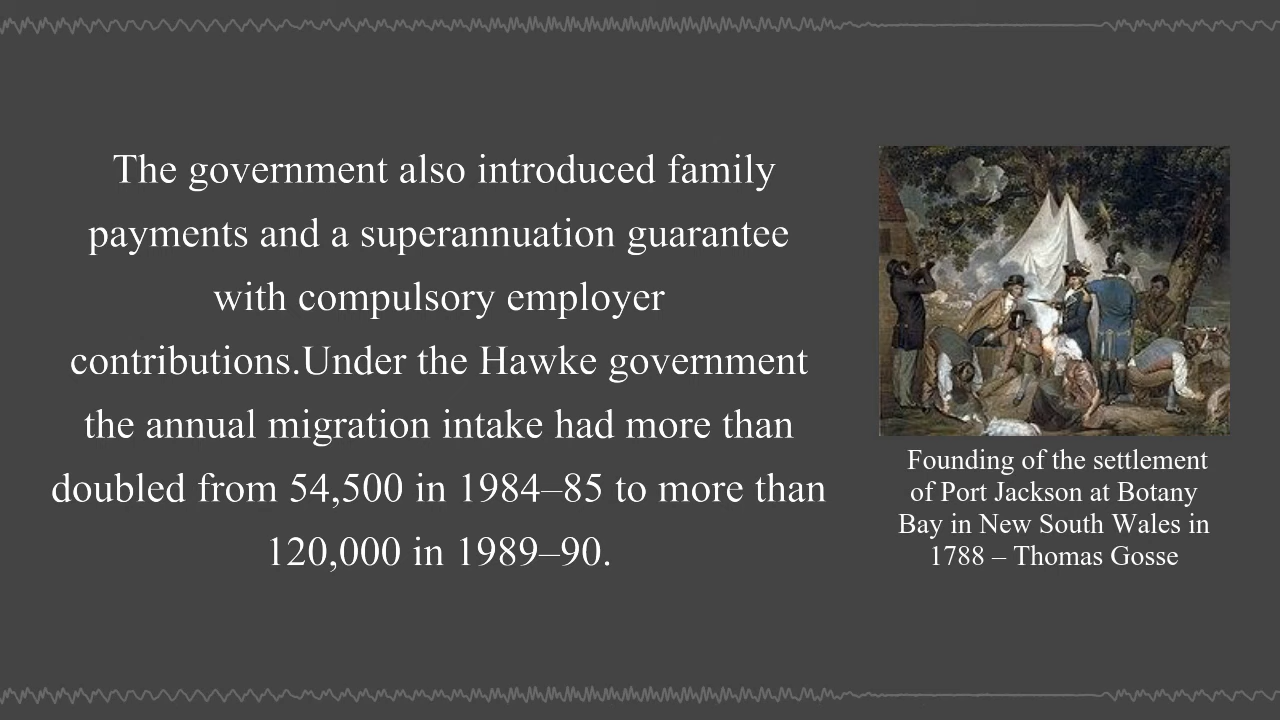 The government also introduced family
payments and a superannuation guarantee
with compulsory employer
contributions.Under the Hawke government
the annual migration intake had more than
doubled from 54,500 in 1984–85 to more than
120,000 in 1989–90.
Founding of the settlement
of Port Jackson at Botany
Bay in New South Wales in
1788 – Thomas Gosse